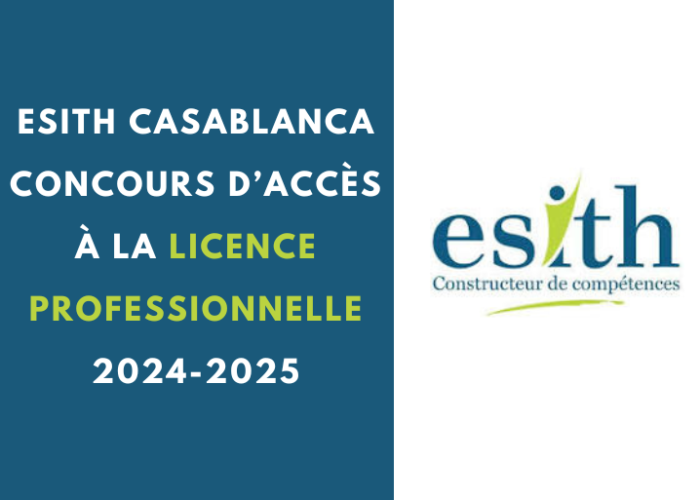 ESITH CASABLANCA
CONCOURS D’ACCÈS
À LA LICENCE
PROFESSIONNELLE
2024-2025
esith
Constructeur de compétences